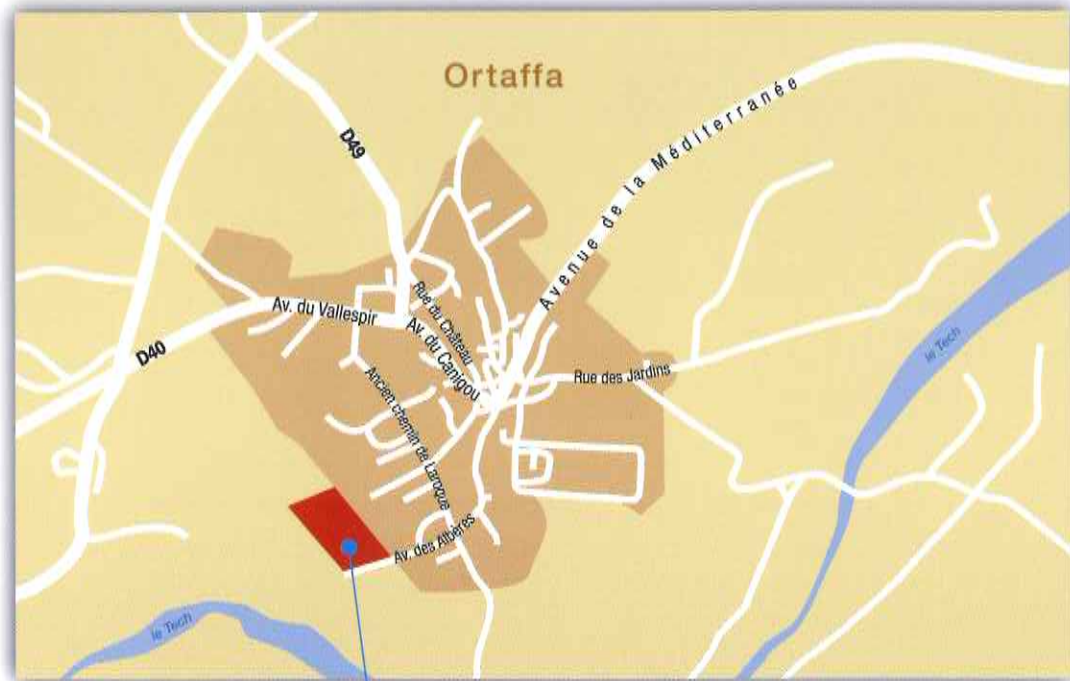 Ortaffa
D49
Avenue de la Méditerranée
Av. du Vallespir
Rue du Château
Av. du Canigou
D40
le Tech
Rue des Jardins
Ancien chemin de Laroque
Av. des Albères
le Tech